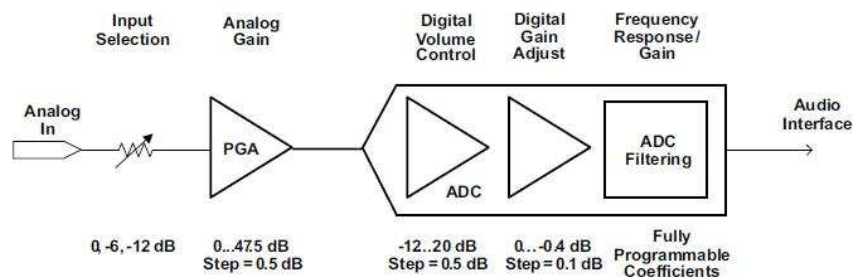 Input
Selection
Analog
Gain
Digital
Volume
Control
Digital
Gain
Adjust
Frequency
Response/
Gain
Analog
In
PGA
ADC
ADC
Filtering
Audio
Interface
0, -6, -12 dB
0...47.5 dB
Step = 0.5 dB
-12..20 dB
Step = 0.5 dB
0...-0.4 dB
Step = 0.1 dB
Fully
Programmable
Coefficients